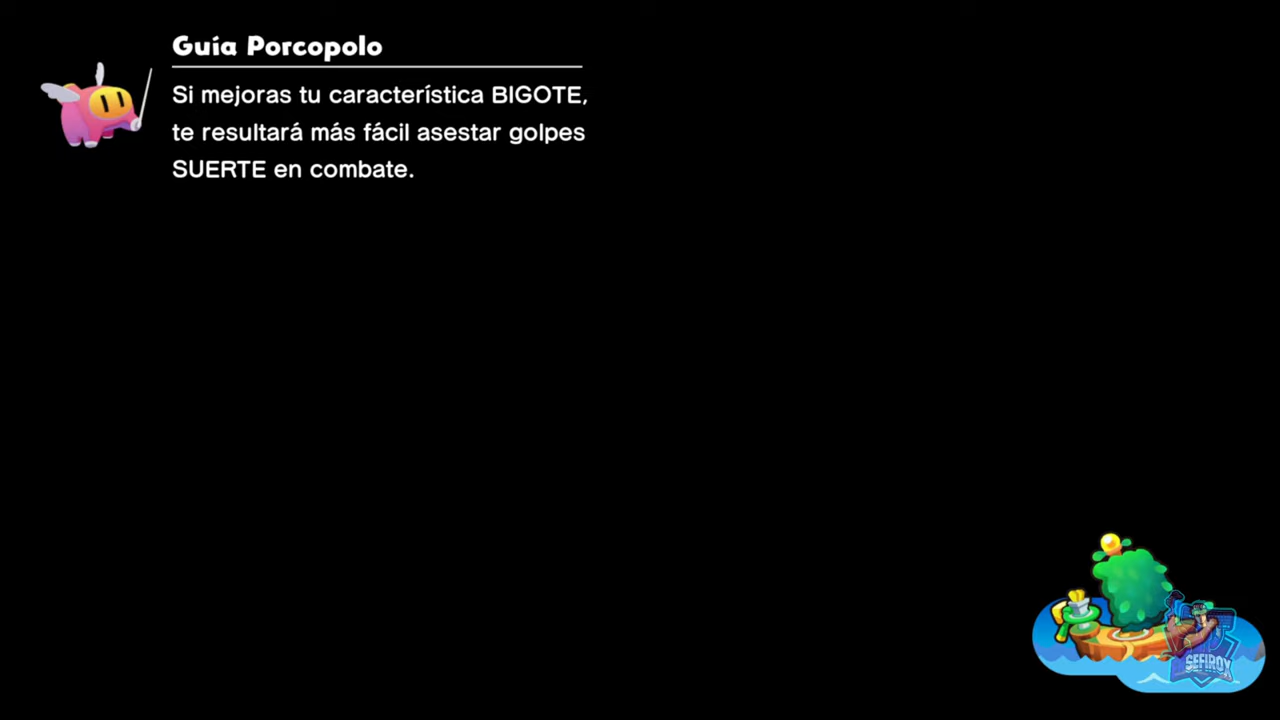 Guía Porcopolo
Si mejoras tu característica BIGOTE,
te resultará más fácil asestar golpes
SUERTE en combate.
SEFIROX